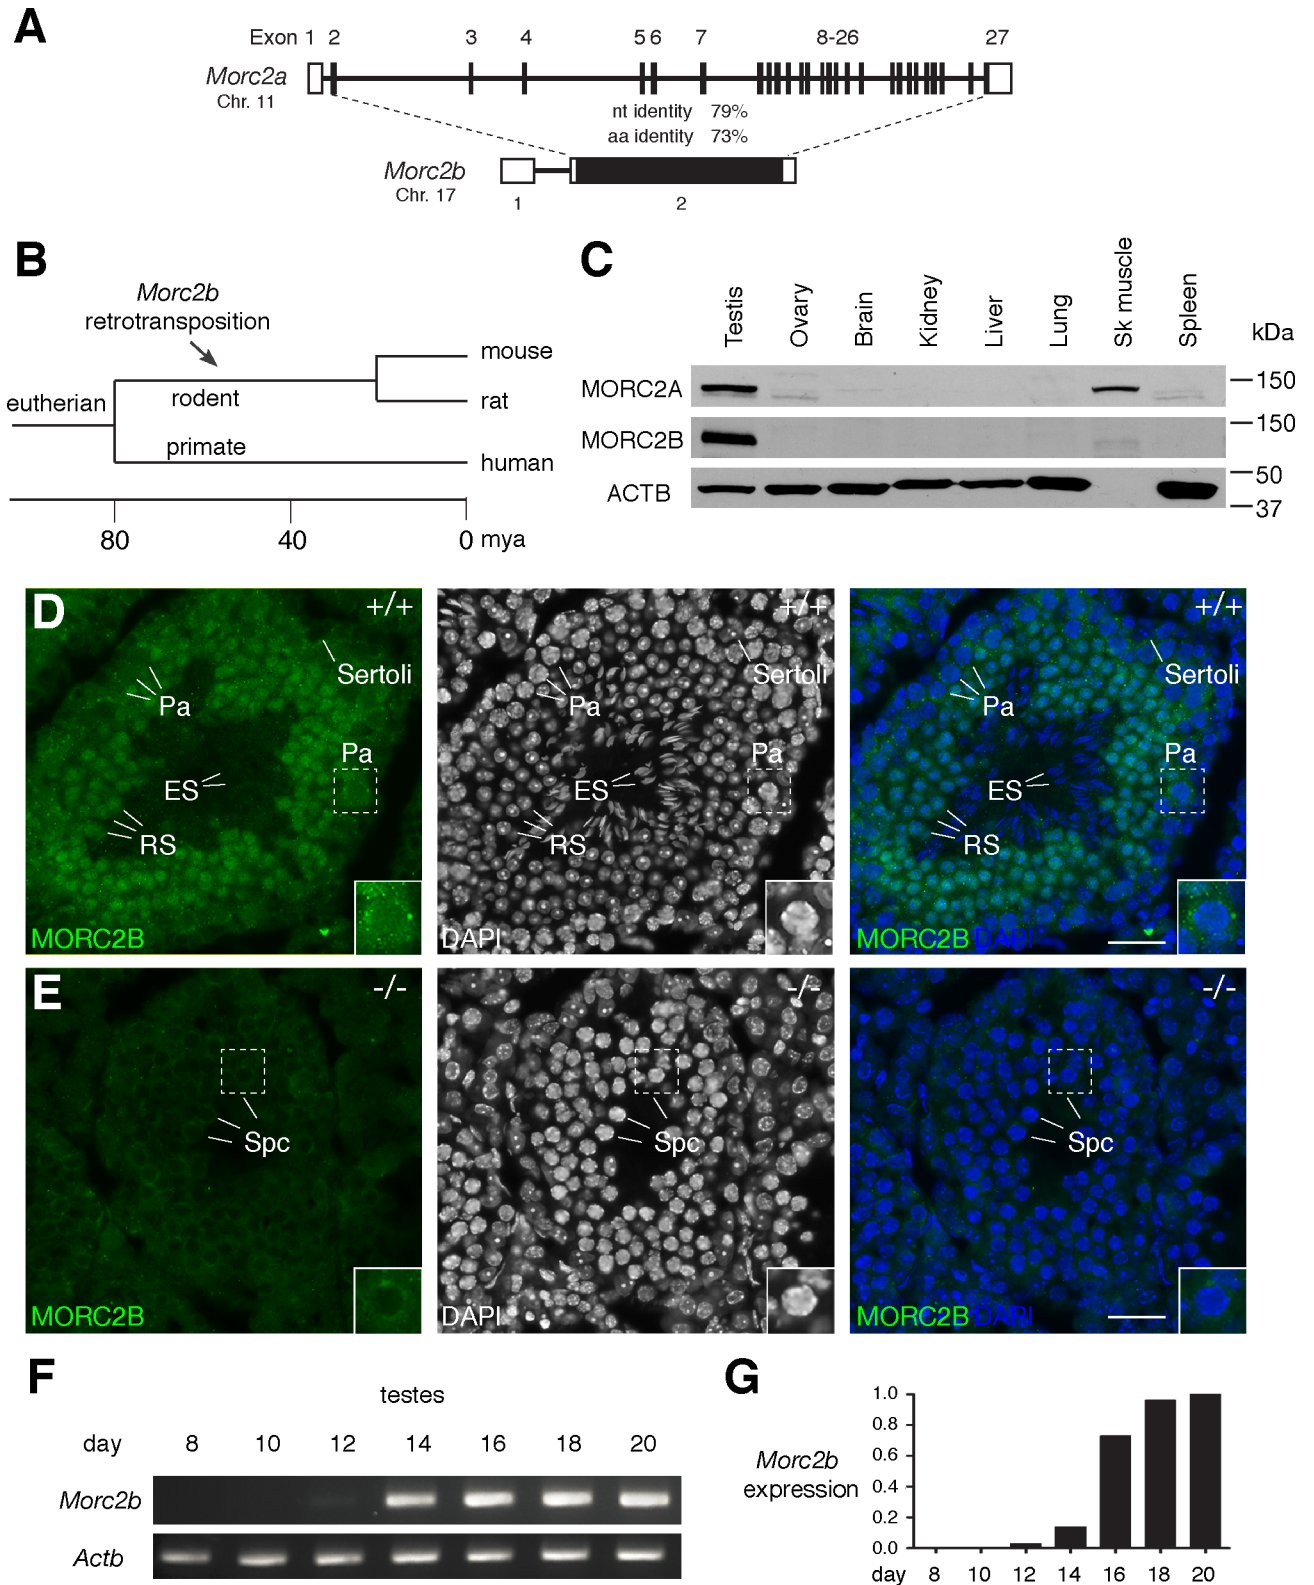 A
Exon 1 2 3 4 5 6 7 8-26 27
Morc2a
Chr. 11
nt identity 79%
aa identity 73%
Morc2b
Chr. 17
1 2
B
Morc2b
retrotransposition
eutherian
rodent
primate
mouse
rat
human
80 40 0 mya
C
Testis
Ovary
Brain
Kidney
Liver
Lung
Sk muscle
Spleen
kDa
MORC2A
150
MORC2B
150
ACTB
50
37
D
+/+
Sertoli
Pa
Pa
ES
RS
MORC2B
+/+
Sertoli
Pa
Pa
ES
RS
DAPI
+/+
Sertoli
Pa
Pa
ES
RS
MORC2B DAPI
E
-/-
Spc
MORC2B
-/-
Spc
DAPI
-/-
Spc
MORC2B DAPI
F
testes
day 8 10 12 14 16 18 20
Morc2b
Actb
G
Morc2b
expression
1.0
0.8
0.6
0.4
0.2
0.0
day 8 10 12 14 16 18 20